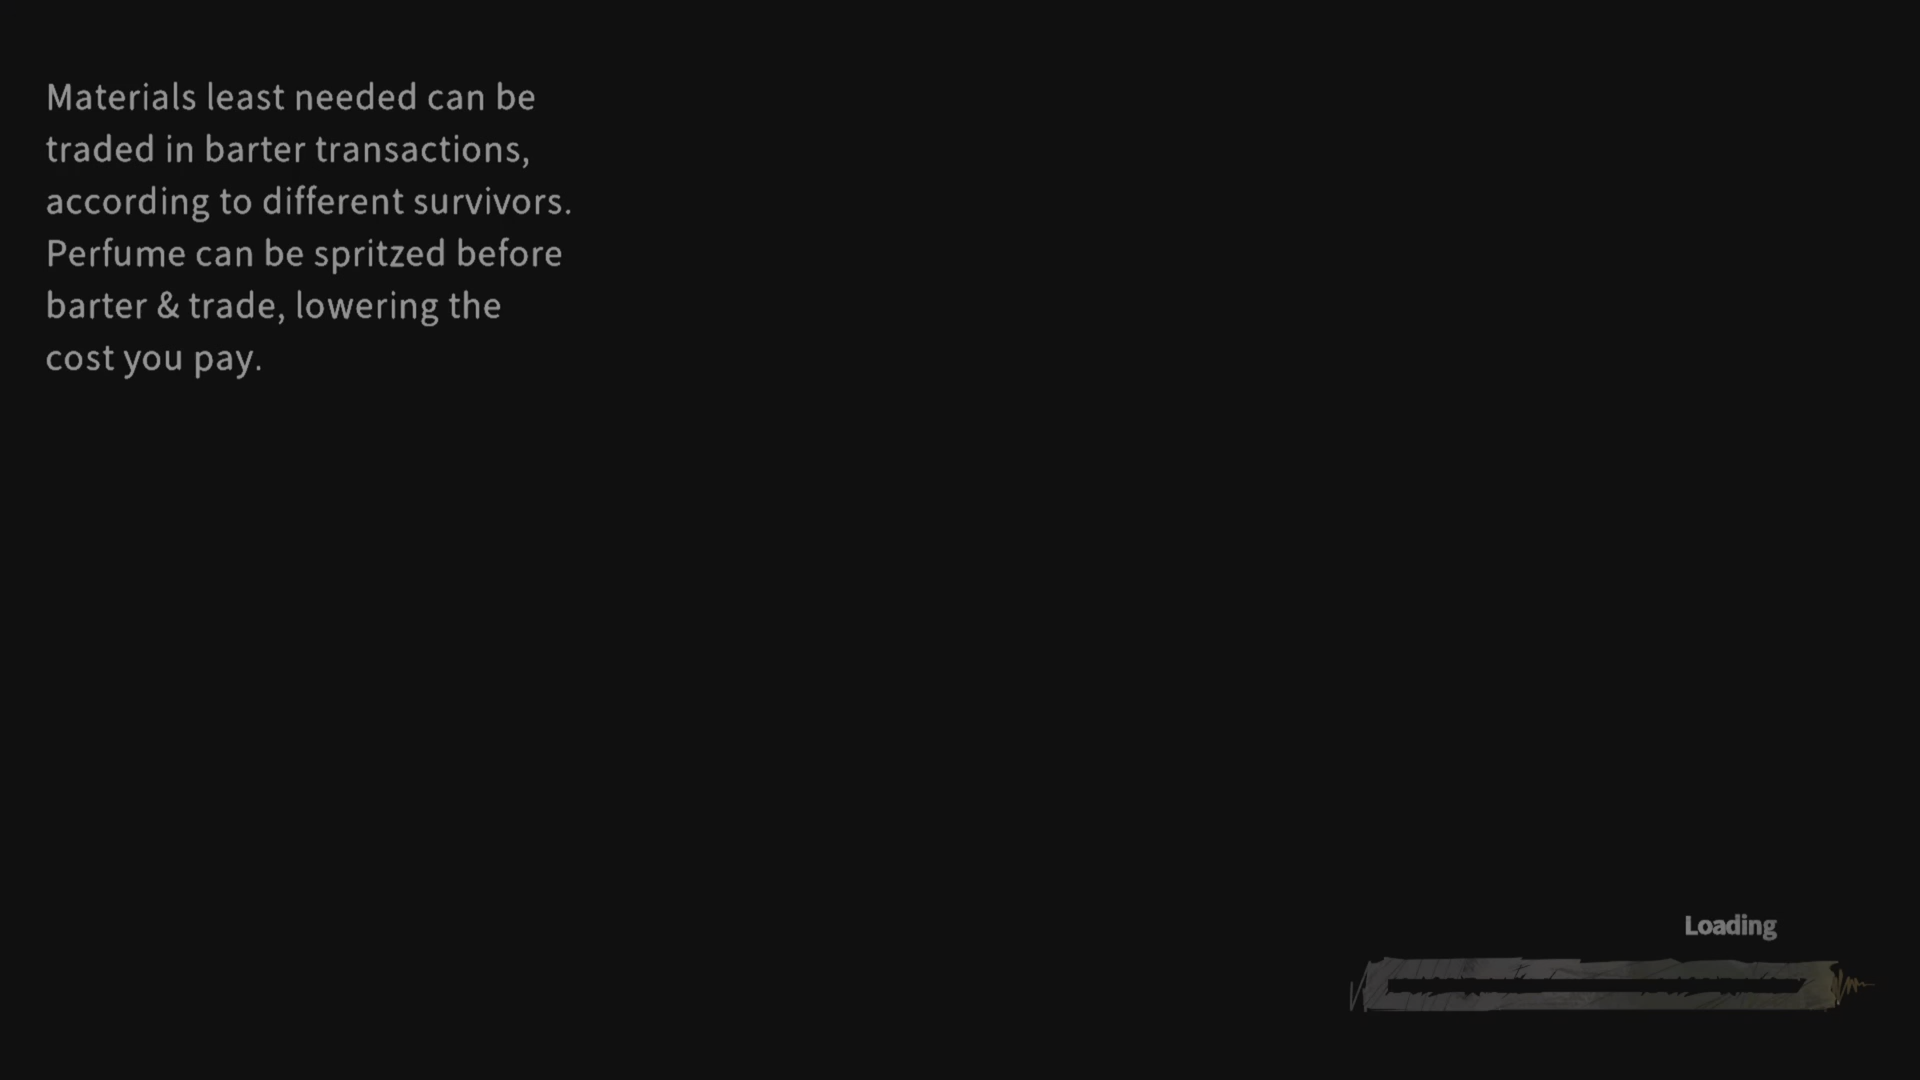 Materials least needed can be
traded in barter transactions,
according to different survivors.
Perfume can be spritzed before
barter & trade, lowering the
cost you pay.
Loading